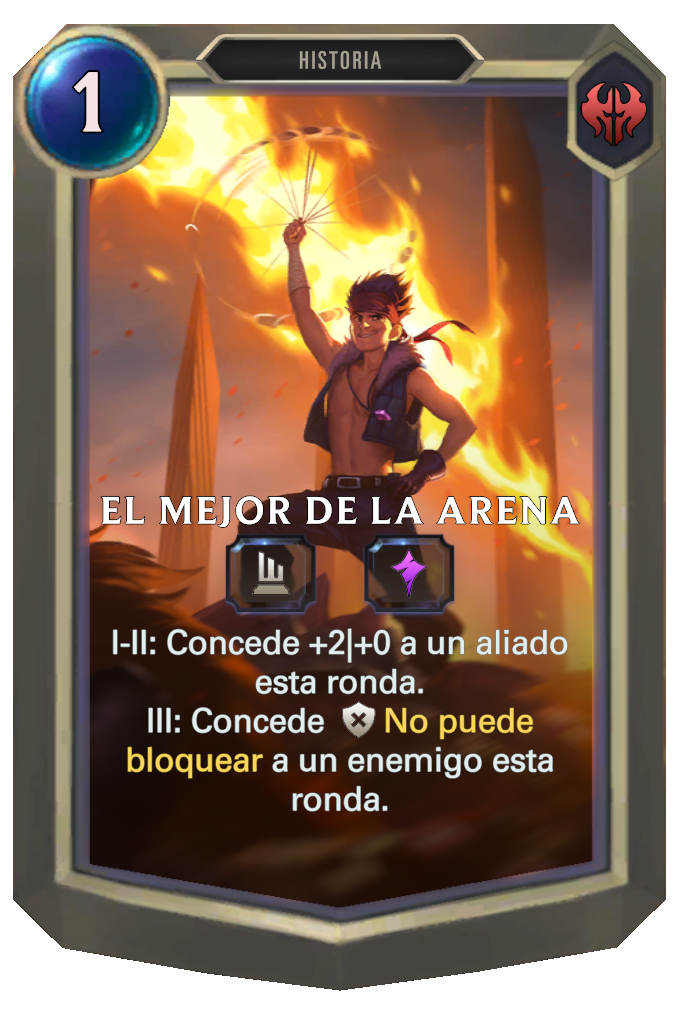 HISTORIA
1
EL MEJOR DE LA ARENA
I-II: Concede +2|+0 a un aliado
esta ronda.
III: Concede No puede
bloquear a un enemigo esta
ronda.